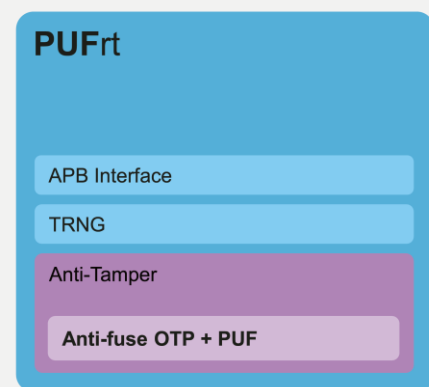 PUFrt
APB Interface
TRNG
Anti-Tamper
Anti-fuse OTP + PUF